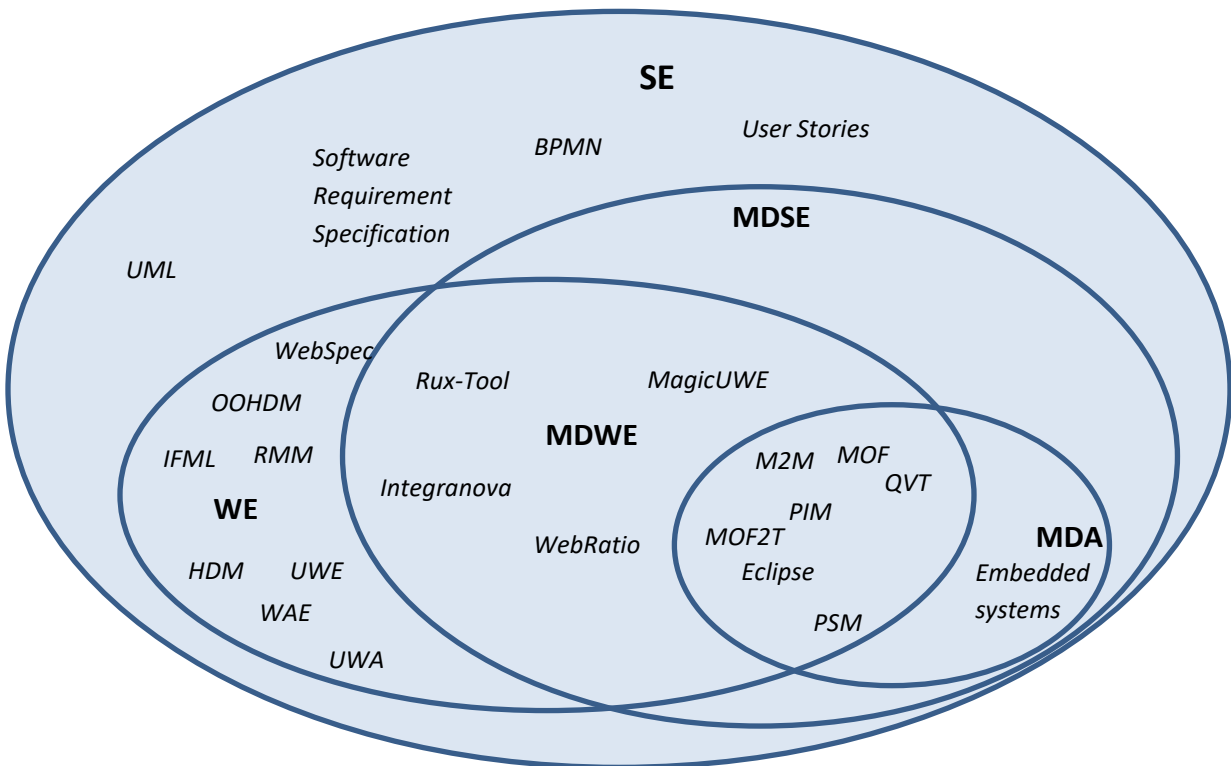 SE
User Stories
BPMN
Software
Requirement
Specification
MDSE
UML
WebSpec
Rux-Tool
MagicUWE
OOHDM
MDWE
IFML
RMM
M2M
MOF
QVT
Integranova
WE
PIM
MOF2T
MDA
WebRatio
HDM
UWE
Eclipse
Embedded
systems
WAE
PSM
UWA